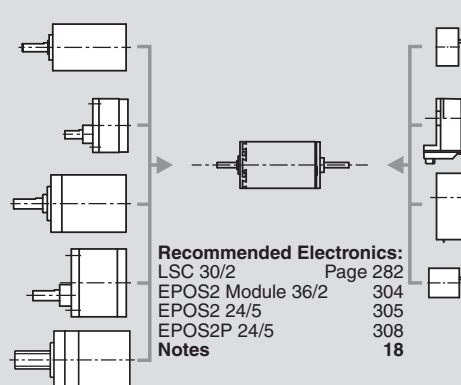 Recommended Electronics:
LSC 30/2 Page 282
EPOS2 Module 36/2 304
EPOS2 24/5 305
EPOS2P 24/5 308
Notes 18